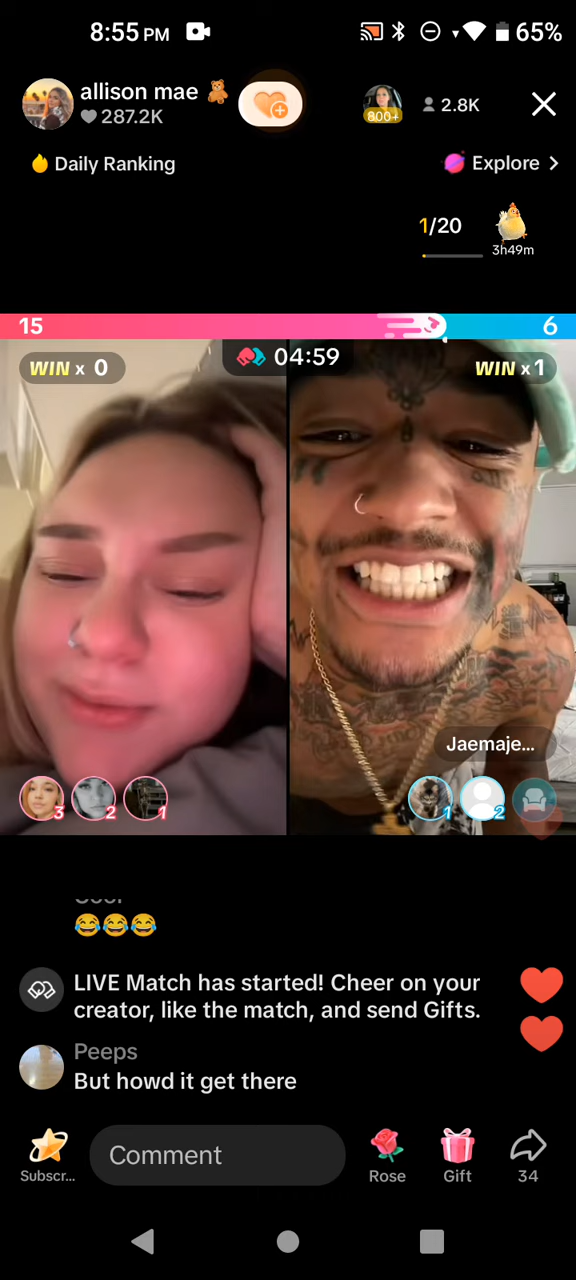 8:55 PM
65%
allison mae 🧸
287.2K
800+
2.8K
Daily Ranking
Explore >
1/20
3h49m
15
6
WIN x 0
04:59
WIN x 1
Jaemaje...
3
2
1
1
2
😂😂😂
LIVE Match has started! Cheer on your
creator, like the match, and send Gifts.
Peeps
But howd it get there
Subscr...
Comment
Rose
Gift
34